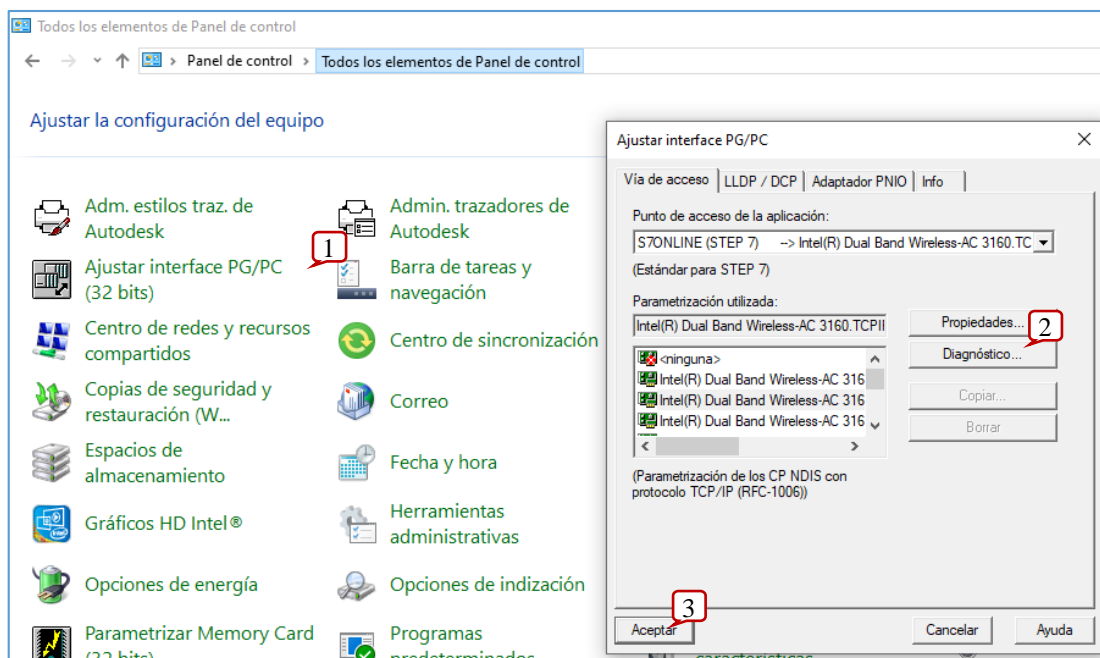 Todos los elementos de Panel de control
Panel de control > Todos los elementos de Panel de control
Ajustar la configuración del equipo
Adm. estilos traz. de
Autodesk
Admin. trazadores de
Autodesk
1
Ajustar interface PG/PC
(32 bits)
Barra de tareas y
navegación
Centro de redes y recursos
compartidos
Centro de sincronización
Copias de seguridad y
restauración (W...
Correo
Espacios de
almacenamiento
Fecha y hora
Gráficos HD Intel®
Herramientas
administrativas
Opciones de energía
Opciones de indización
Parametrizar Memory Card
(32 bits)
Programas
predeterminados
características
Ajustar interface PG/PC
Vía de acceso LLDP / DCP Adaptador PNIO Info
Punto de acceso de la aplicación:
S7ONLINE (STEP 7) --> Intel(R) Dual Band Wireless-AC 3160.TC
(Estándar para STEP 7)
Parametrización utilizada:
Intel(R) Dual Band Wireless-AC 3160.TCPII
Propiedades...
2
<ninguna>
Intel(R) Dual Band Wireless-AC 316
Intel(R) Dual Band Wireless-AC 316
Intel(R) Dual Band Wireless-AC 316
Diagnóstico...
Copiar...
Borrar
(Parametrización de los CP NDIS con
protocolo TCP/IP (RFC-1006))
3
Aceptar
Cancelar
Ayuda